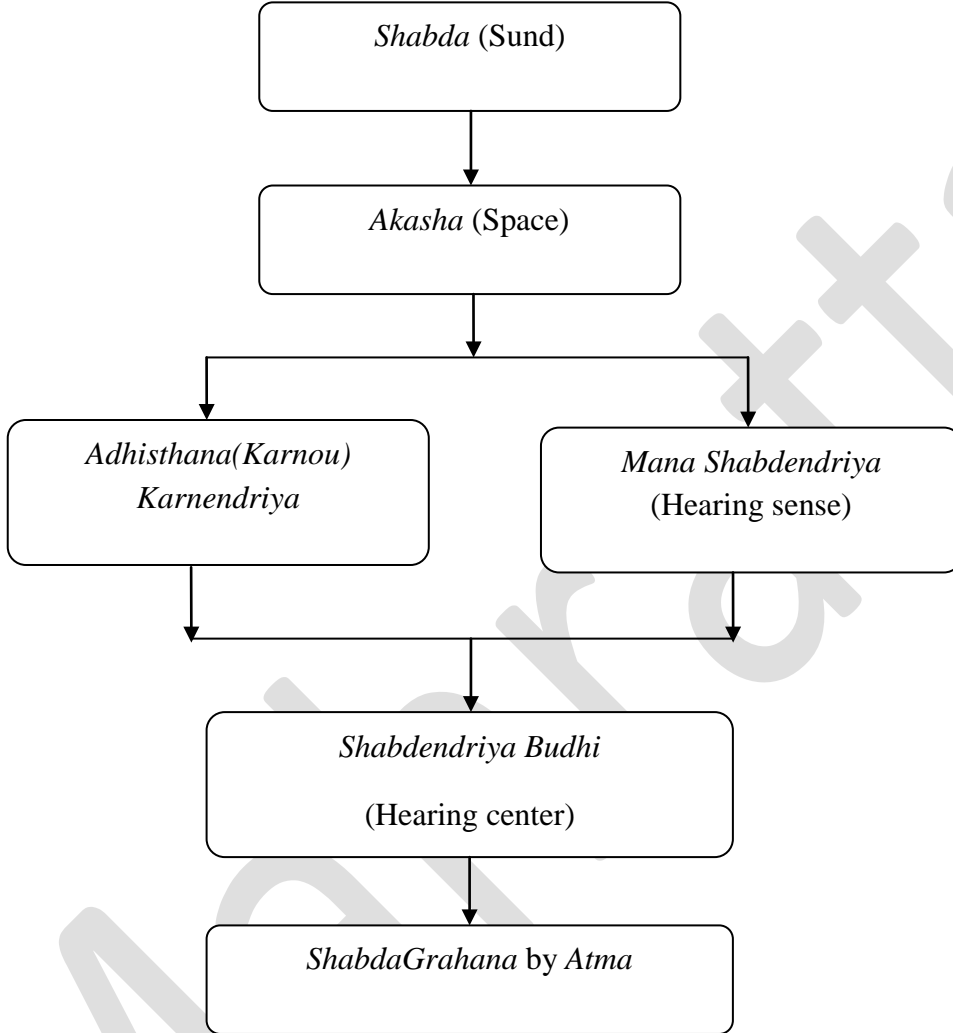 Shabda (Sund)
Akasha (Space)
Adhisthana(Karnou)
Karnendriya
Mana Shabdendriya
(Hearing sense)
Shabdendriya Budhi
(Hearing center)
ShabdaGrahana by Atma